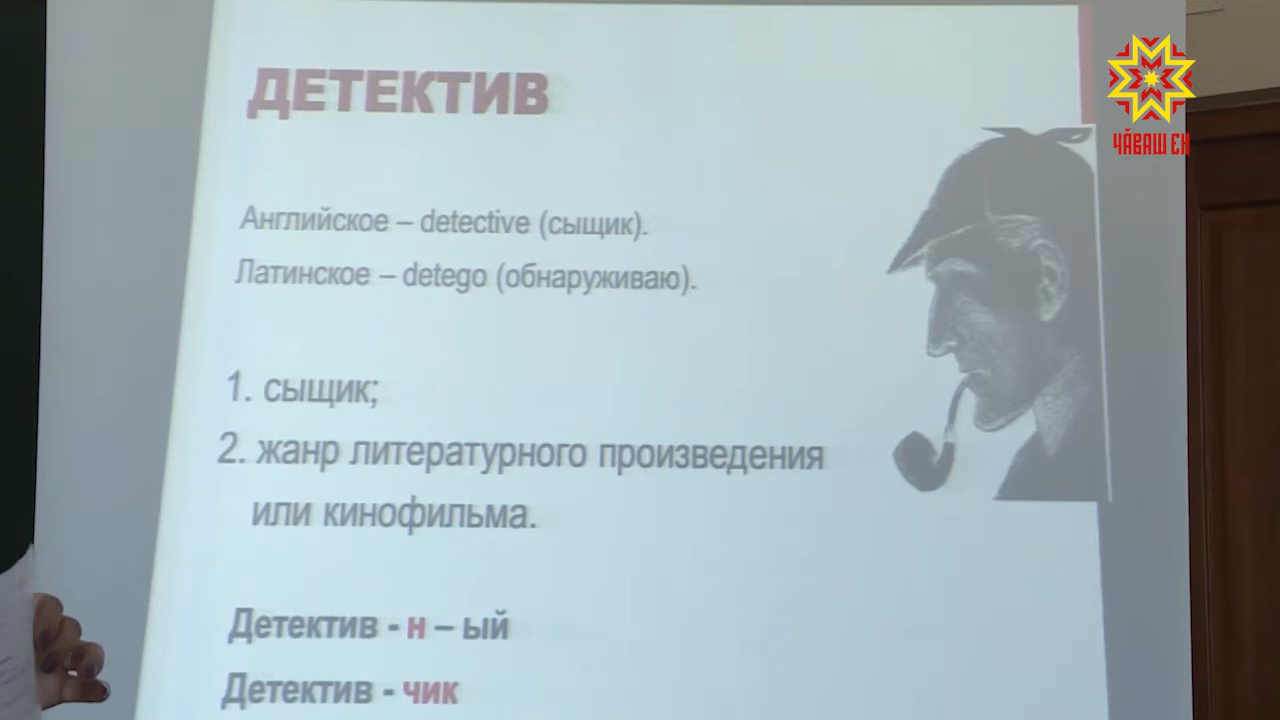 ДЕТЕКТИВ
ЧӐВАШ ЕН
Английское – detective (сыщик).
Латинское – detego (обнаруживаю).
1. сыщик;
2. жанр литературного произведения
или кинофильма.
Детектив - н – ый
Детектив - чик